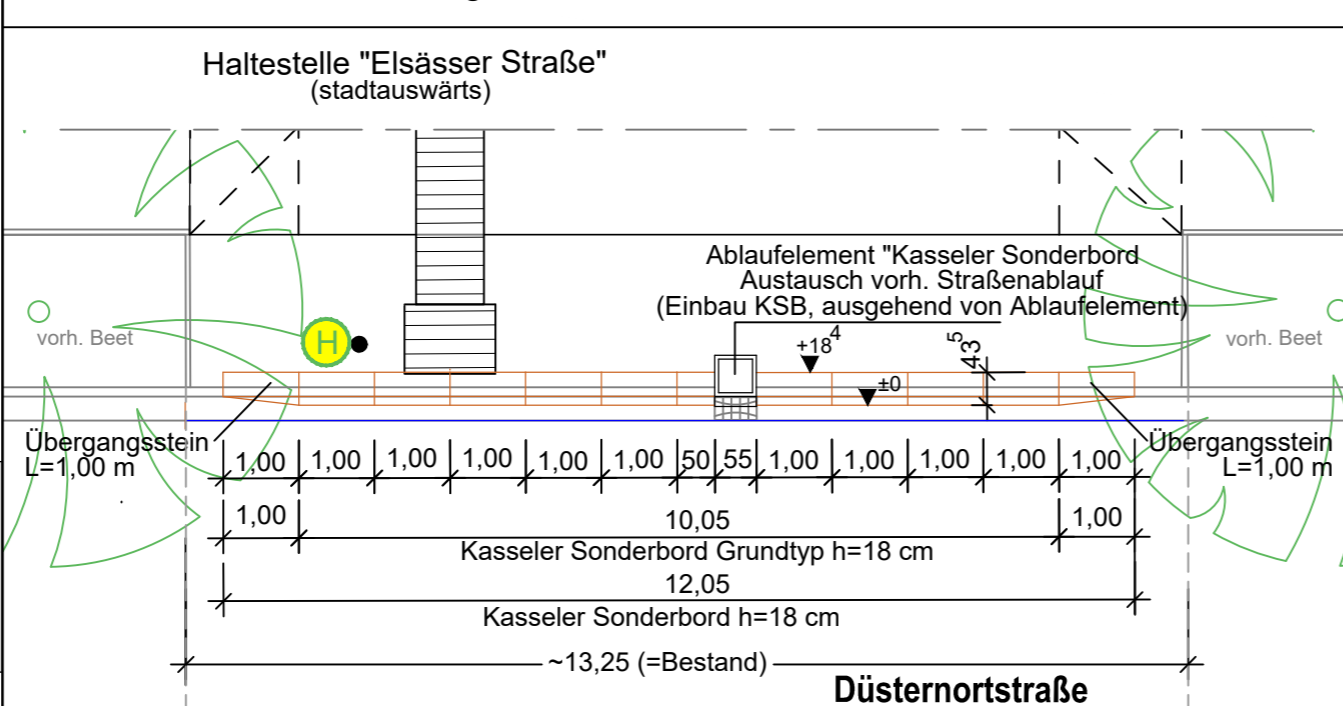 Haltestelle "Elsässer Straße"
(stadtauswärts)
Ablaufelement "Kasseler Sonderbord
Austausch vorh. Straßenablauf
(Einbau KSB, ausgehend von Ablaufelement)
vorh. Beet
H
+18⁴
43⁵
±0
vorh. Beet
Übergangsstein
L=1,00 m
1,00 1,00 1,00 1,00 1,00 1,00 50 55 1,00 1,00 1,00 1,00 1,00
Übergangsstein
L=1,00 m
1,00 10,05 1,00
Kasseler Sonderbord Grundtyp h=18 cm
12,05
Kasseler Sonderbord h=18 cm
~13,25 (=Bestand)
Düsternortstraße